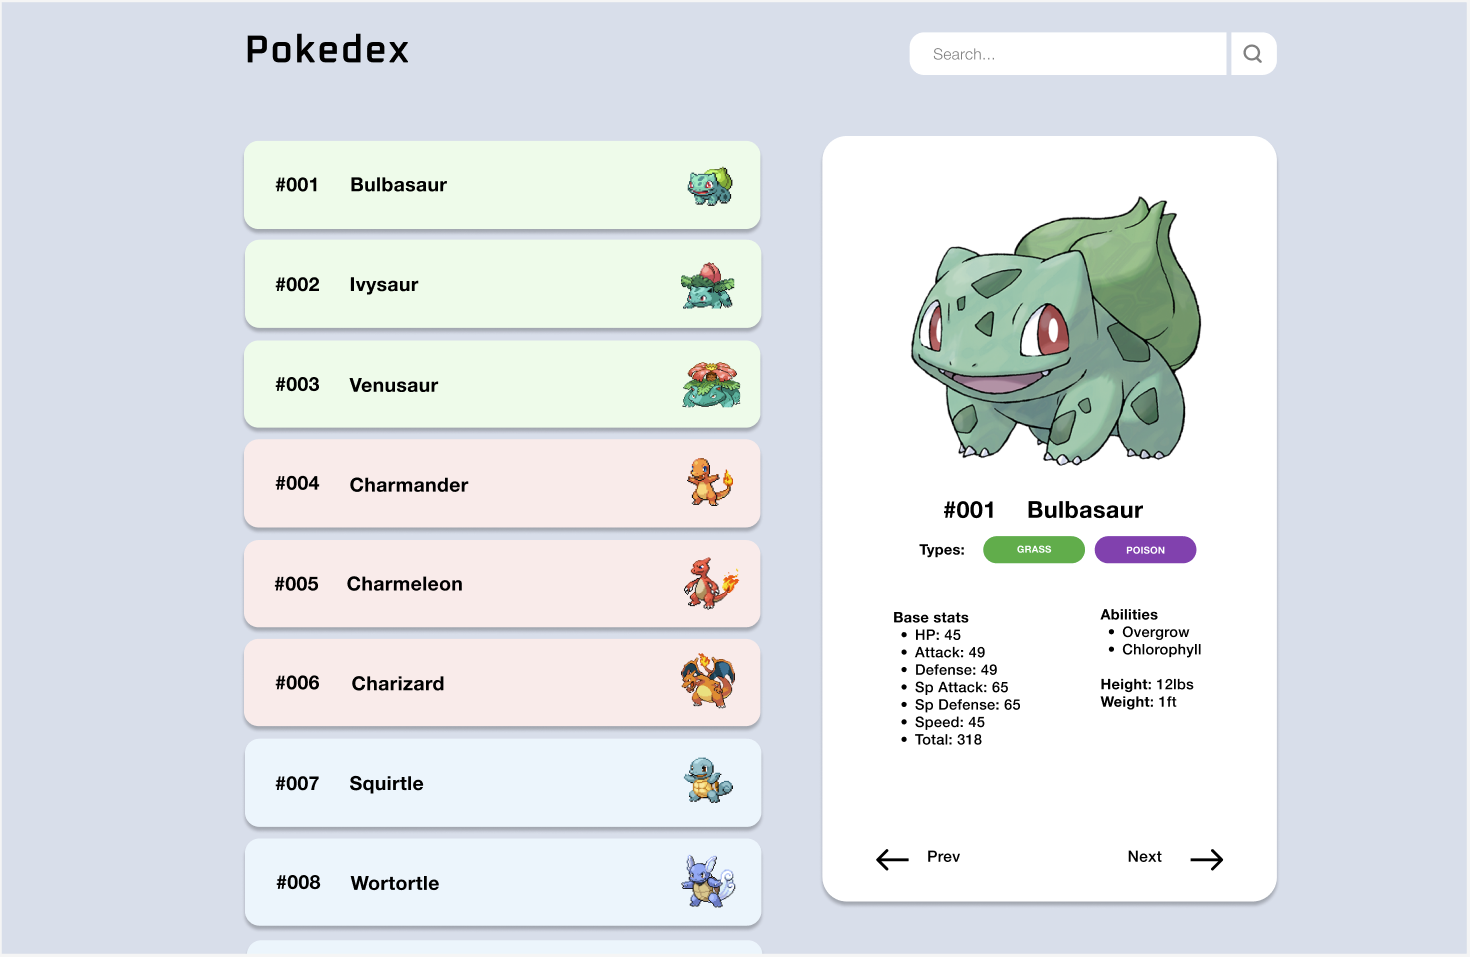 Pokedex
Search...
#001 Bulbasaur
#002 Ivysaur
#003 Venusaur
#004 Charmander
#005 Charmeleon
#006 Charizard
#007 Squirtle
#008 Wortortle
#001 Bulbasaur
Types: GRASS POISON
Base stats
• HP: 45
• Attack: 49
• Defense: 49
• Sp Attack: 65
• Sp Defense: 65
• Speed: 45
• Total: 318
Abilities
• Overgrow
• Chlorophyll
Height: 12lbs
Weight: 1ft
Prev
Next